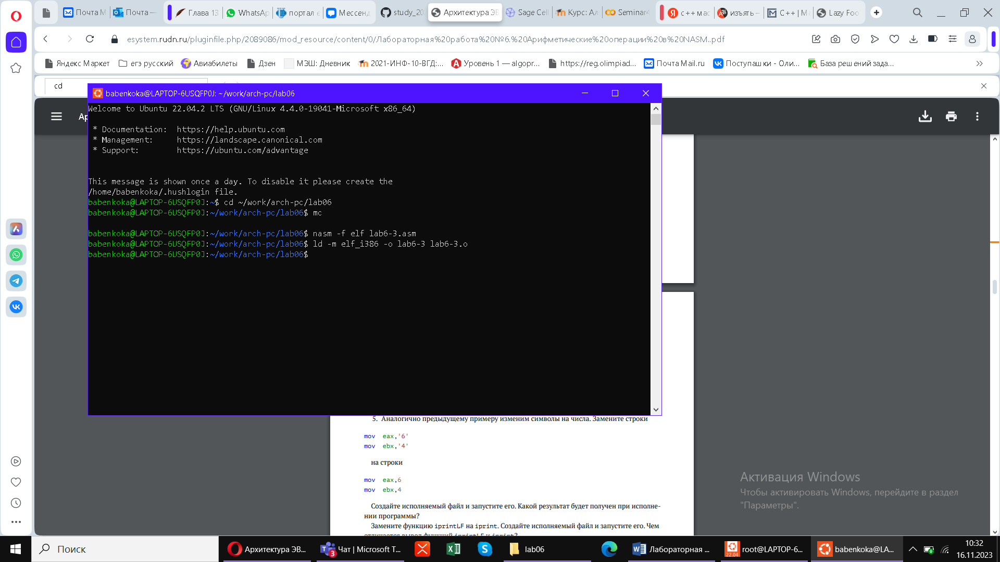 Почта М
Почта —
Глава 13
WhatsAp
портал е
Мессенд
study_20
Архитектура ЭВ
Sage Cel
Курс: Ал
Seminar4
с++ мас
изъять -
C++ | M
Lazy Foo
esystem.rudn.ru/pluginfile.php/2089086/mod_resource/content/0/Лабораторная%20работа%20№6.%20Арифметические%20операции%20в%20NASM..pdf
Яндекс Маркет
егэ русский
Авиабилеты
Дзен
МЭШ: Дневник
2021-ИНФ-10-ВГД:...
Уровень 1 — algopr...
https://reg.olimpiad...
Почта Mail.ru
Поступашки - Оли...
База решений зада...
cd
babenkoka@LAPTOP-6USQFP0J: ~/work/arch-pc/lab06
Ар
Welcome to Ubuntu 22.04.2 LTS (GNU/Linux 4.4.0-19041-Microsoft x86_64)
* Documentation: https://help.ubuntu.com
* Management: https://landscape.canonical.com
* Support: https://ubuntu.com/advantage
This message is shown once a day. To disable it please create the
/home/babenkoka/.hushlogin file.
babenkoka@LAPTOP-6USQFP0J:~$ cd ~/work/arch-pc/lab06
babenkoka@LAPTOP-6USQFP0J:~/work/arch-pc/lab06$ mc
babenkoka@LAPTOP-6USQFP0J:~/work/arch-pc/lab06$ nasm -f elf lab6-3.asm
babenkoka@LAPTOP-6USQFP0J:~/work/arch-pc/lab06$ ld -m elf_i386 -o lab6-3 lab6-3.o
babenkoka@LAPTOP-6USQFP0J:~/work/arch-pc/lab06$
5. Аналогично предыдущему примеру изменим символы на числа. Замените строки
mov eax,'6'
mov ebx,'4'
на строки
mov eax,6
mov ebx,4
Создайте исполняемый файл и запустите его. Какой результат будет получен при исполне-
нии программы?
Замените функцию iprintLF на iprint. Создайте исполняемый файл и запустите его. Чем
отличается вывод функций iprintLF и iprint?
Активация Windows
Чтобы активировать Windows, перейдите в раздел
"Параметры".
Поиск
Архитектура ЭВ...
3
Чат | Microsoft T...
lab06
Лабораторная ...
22.04
root@LAPTOP-6...
babenkoka@LA...
10:32
16.11.2023